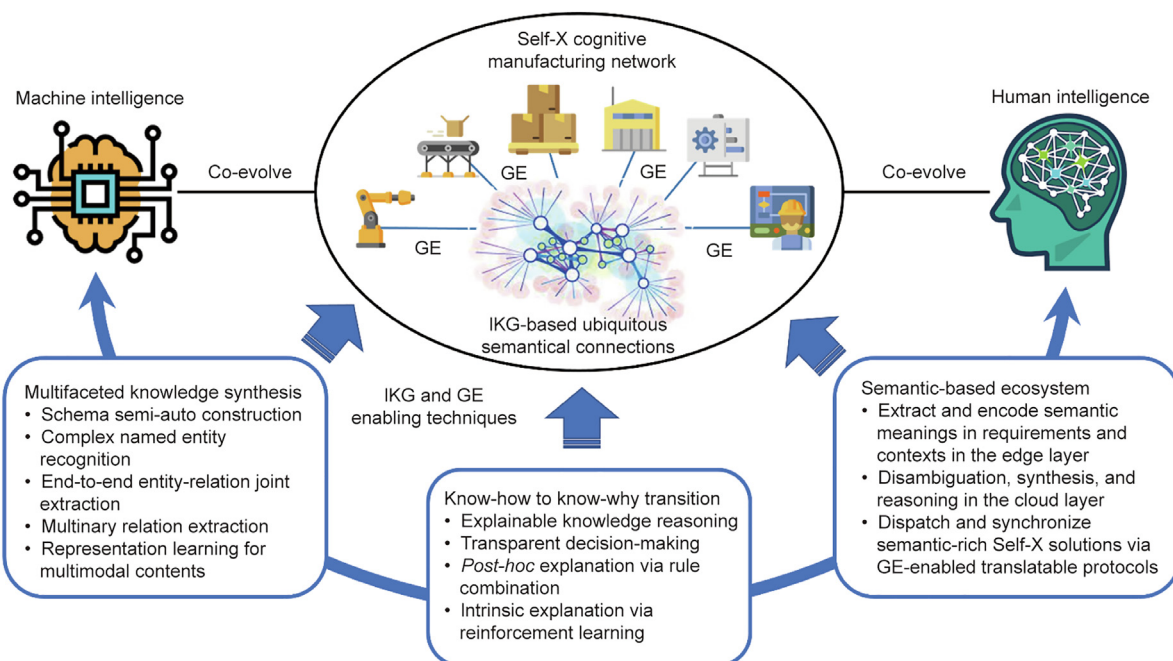 Self-X cognitive
manufacturing network
Machine intelligence
Human intelligence
Co-evolve
Co-evolve
GE
GE
GE
GE
IKG-based ubiquitous
semantical connections
IKG and GE
enabling techniques
Multifaceted knowledge synthesis
• Schema semi-auto construction
• Complex named entity
recognition
• End-to-end entity-relation joint
extraction
• Multinary relation extraction
• Representation learning for
multimodal contents
Know-how to know-why transition
• Explainable knowledge reasoning
• Transparent decision-making
• Post-hoc explanation via rule
combination
• Intrinsic explanation via
reinforcement learning
Semantic-based ecosystem
• Extract and encode semantic
meanings in requirements and
contexts in the edge layer
• Disambiguation, synthesis, and
reasoning in the cloud layer
• Dispatch and synchronize
semantic-rich Self-X solutions via
GE-enabled translatable protocols